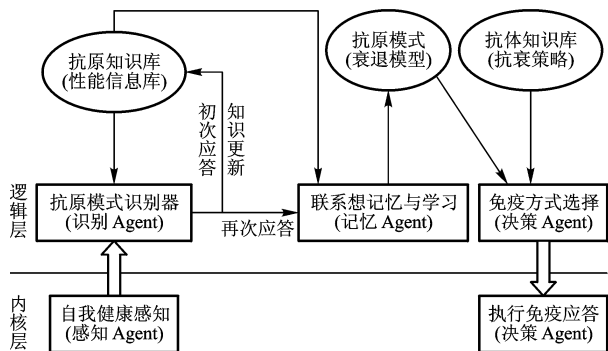 抗原知识库
(性能信息库)
抗原模式
(衰退模型)
抗体知识库
(抗衰策略)
初次应答
知识更新
逻辑层
抗原模式识别器
(识别 Agent)
再次应答
联系想记忆与学习
(记忆 Agent)
免疫方式选择
(决策 Agent)
内核层
自我健康感知
(感知 Agent)
执行免疫应答
(决策 Agent)